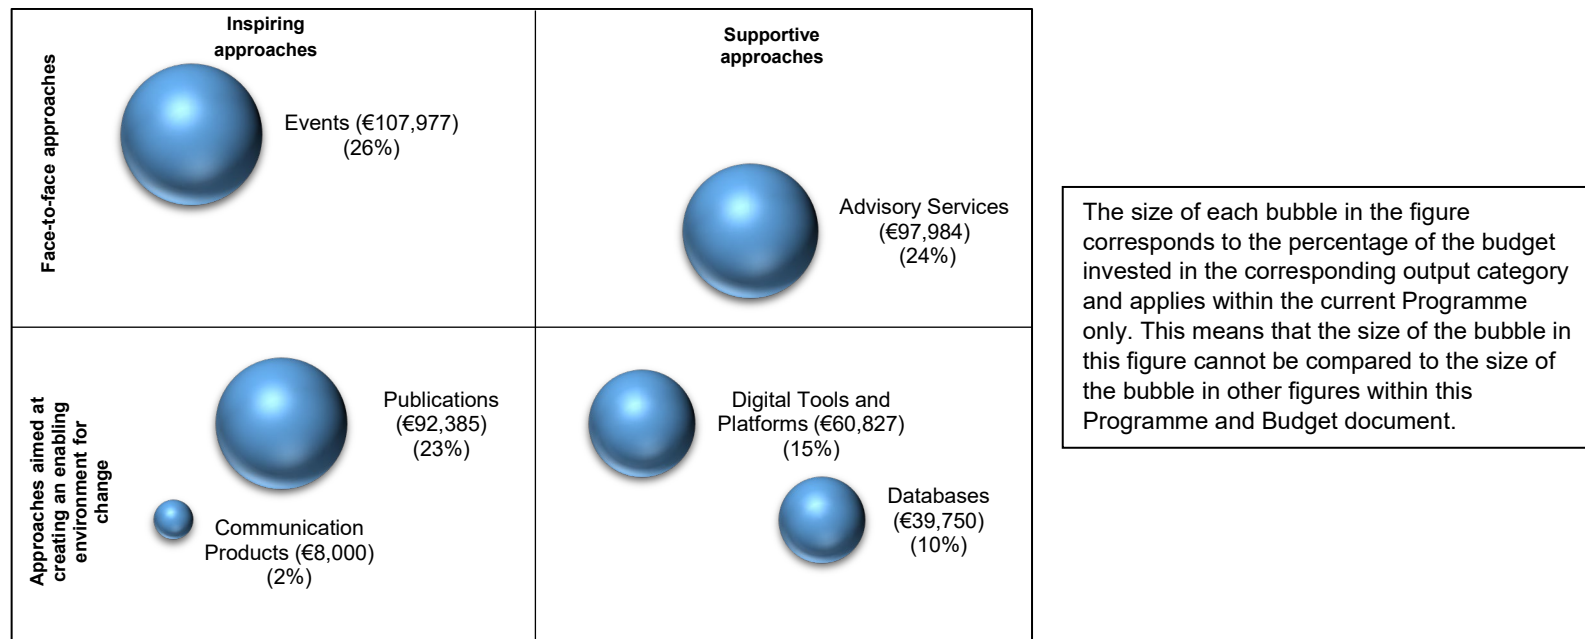 Inspiring
approaches
Supportive
approaches
Face-to-face approaches
Events (€107,977)
(26%)
Advisory Services
(€97,984)
(24%)
Approaches aimed at
creating an enabling
environment for
change
Publications
(€92,385)
(23%)
Communication
Products (€8,000)
(2%)
Digital Tools and
Platforms (€60,827)
(15%)
Databases
(€39,750)
(10%)
The size of each bubble in the figure
corresponds to the percentage of the budget
invested in the corresponding output category
and applies within the current Programme
only. This means that the size of the bubble in
this figure cannot be compared to the size of
the bubble in other figures within this
Programme and Budget document.